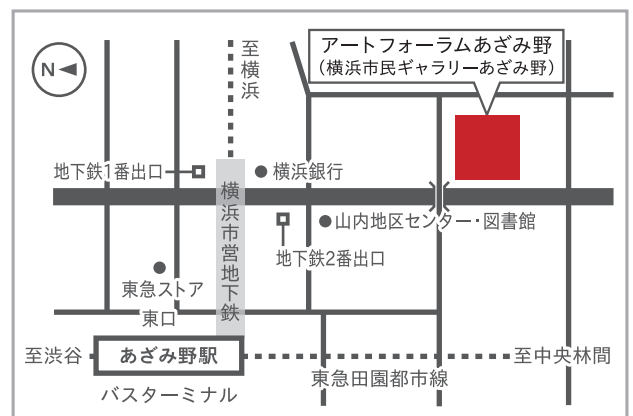 アートフォーラムあざみ野
（横浜市民ギャラリーあざみ野）
N
至横浜
地下鉄1番出口
横浜銀行
横浜市営地下鉄
山内地区センター・図書館
地下鉄2番出口
東急ストア
東口
至渋谷
あざみ野駅
至中央林間
東急田園都市線
バスターミナル